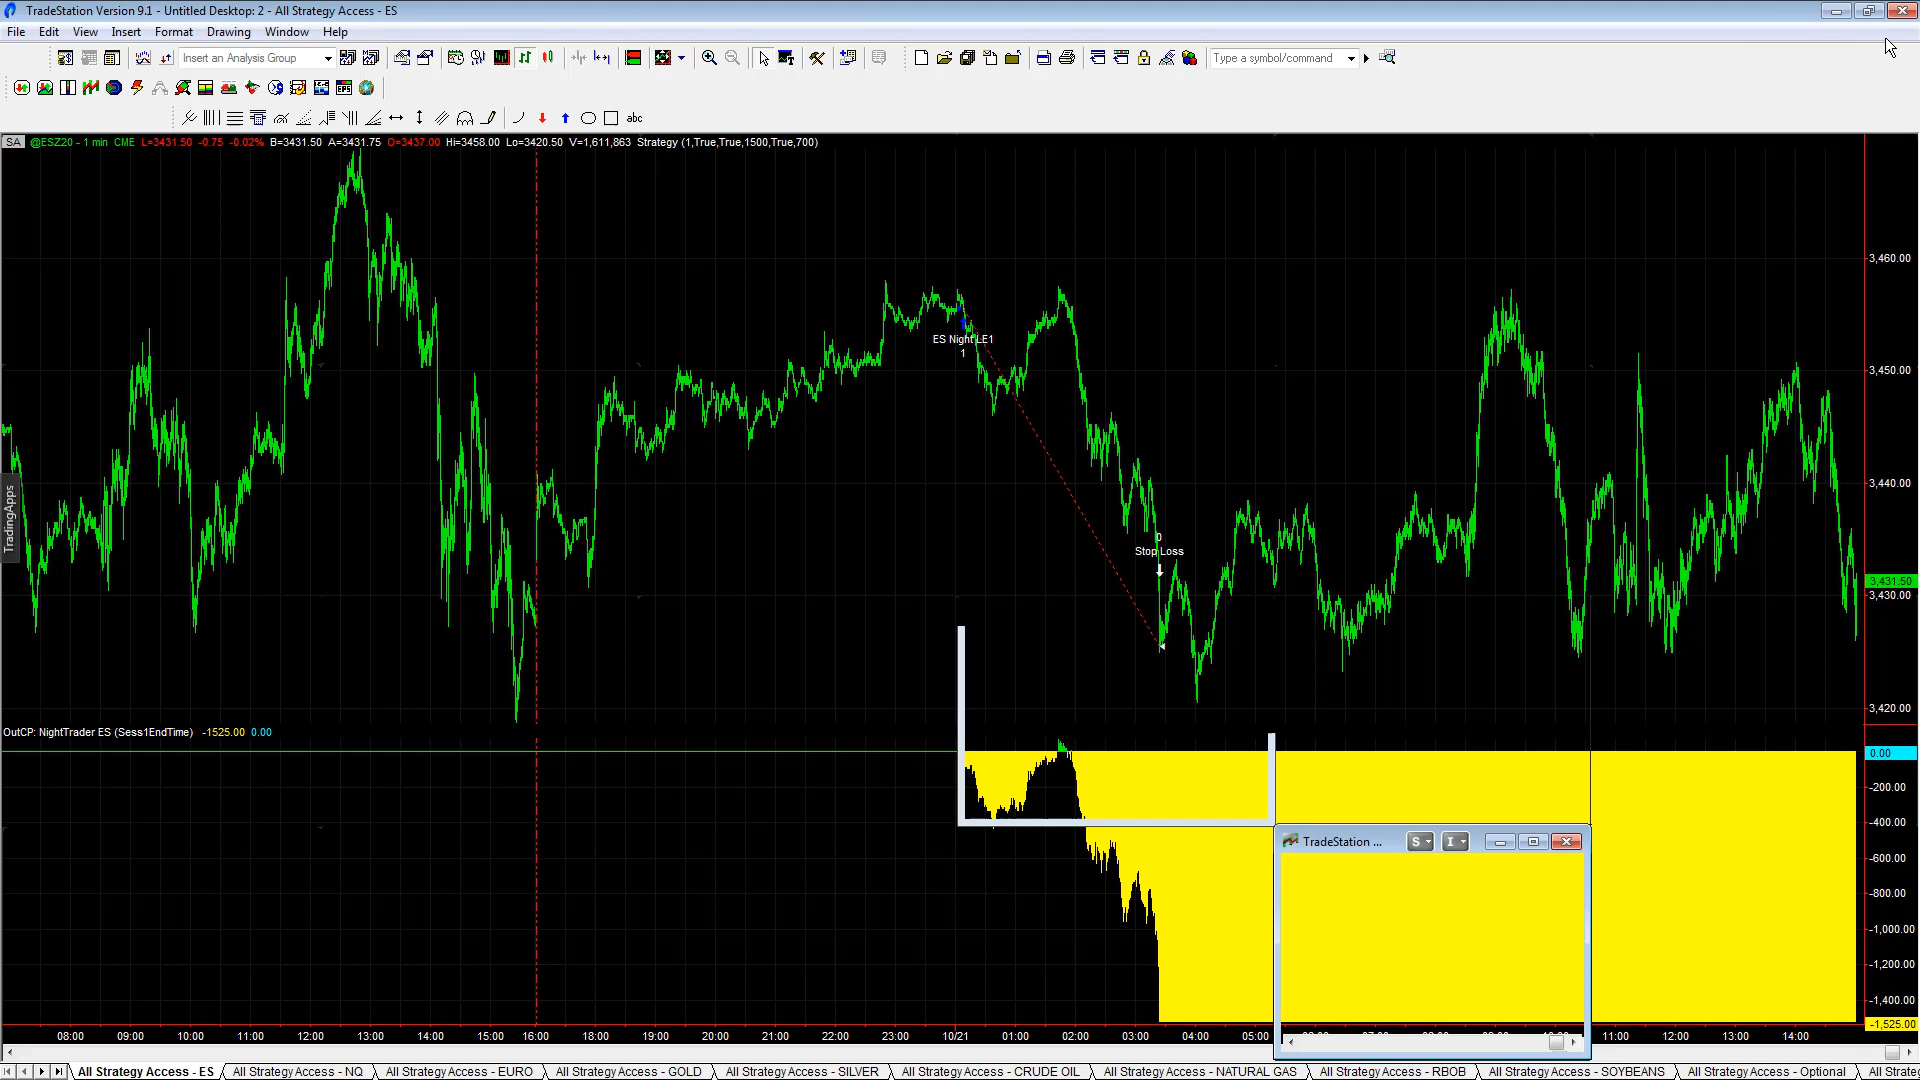 TradeStation Version 9.1 - Untitled Desktop: 2 - All Strategy Access - ES
File Edit View Insert Format Drawing Window Help
Insert an Analysis Group
Type a symbol/command
abc
SA @ESZ20 - 1 min CME L=3431.50 -0.75 -0.02% B=3431.50 A=3431.75 O=3437.00 Hi=3458.00 Lo=3420.50 V=1,611,863 Strategy (1,True,True,1500,True,700)
3,460.00
ES Night LE1
1
3,450.00
3,440.00
TradingApps
0
Stop Loss
3,431.50
3,430.00
3,420.00
OutCP: NightTrader ES (Sess1EndTime) -1525.00 0.00
0.00
-200.00
-400.00
TradeStation ... S I
-600.00
-800.00
-1,000.00
-1,200.00
-1,400.00
-1,525.00
08:00 09:00 10:00 11:00 12:00 13:00 14:00 15:00 16:00 18:00 19:00 20:00 21:00 22:00 23:00 10/21 01:00 02:00 03:00 04:00 05:00 11:00 12:00 13:00 14:00
All Strategy Access - ES All Strategy Access - NQ All Strategy Access - EURO All Strategy Access - GOLD All Strategy Access - SILVER All Strategy Access - CRUDE OIL All Strategy Access - NATURAL GAS All Strategy Access - RBOB All Strategy Access - SOYBEANS All Strategy Access - Optional All Strate